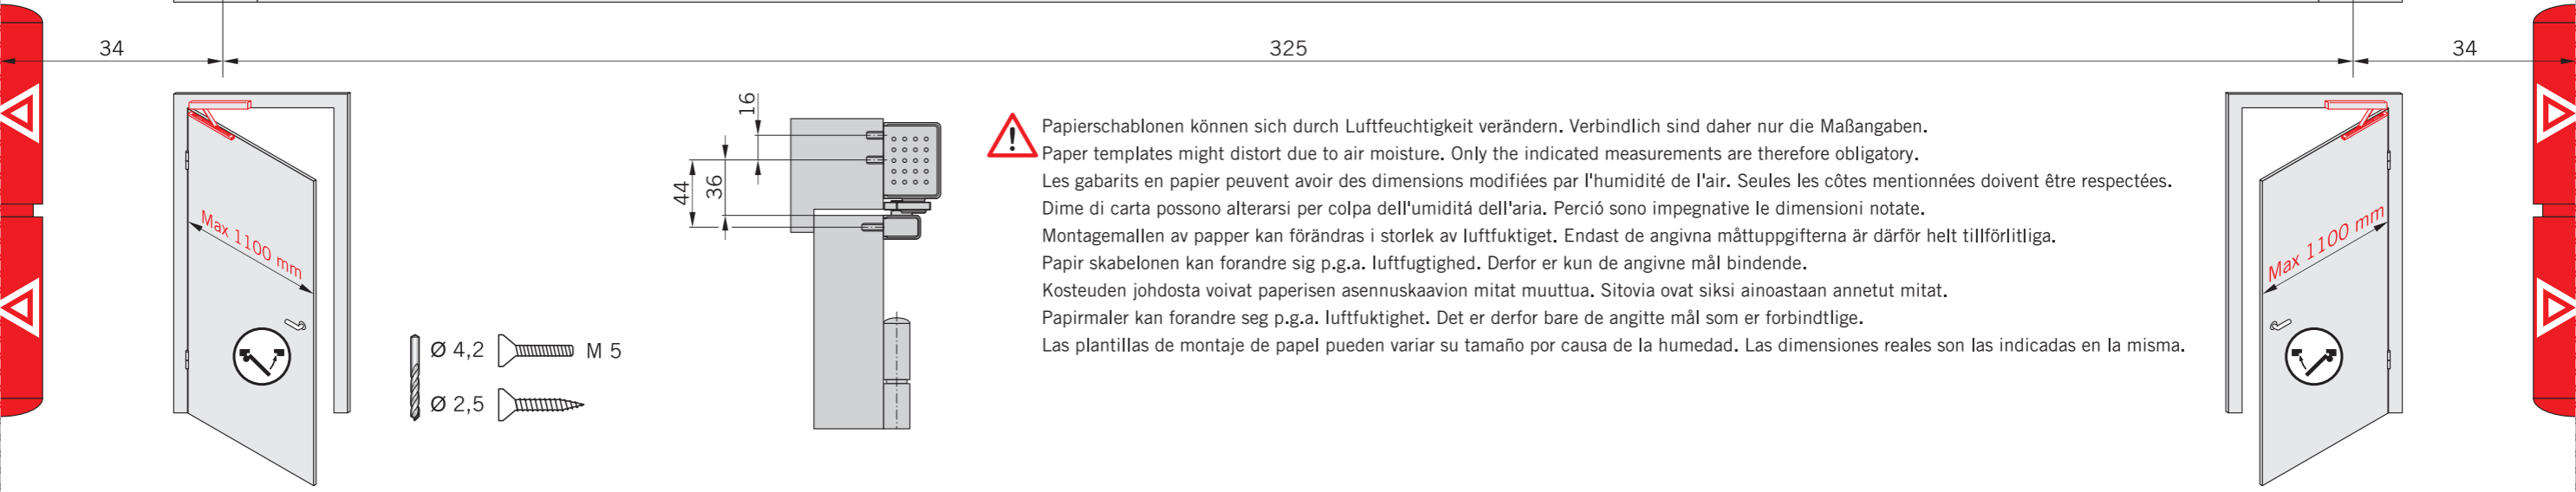 34
325
34
Max 1100 mm
Ø 4,2
M 5
Ø 2,5
16
44
36
Papierschablonen können sich durch Luftfeuchtigkeit verändern. Verbindlich sind daher nur die Maßangaben.
Paper templates might distort due to air moisture. Only the indicated measurements are therefore obligatory.
Les gabarits en papier peuvent avoir des dimensions modifiées par l'humidité de l'air. Seules les côtes mentionnées doivent être respectées.
Dime di carta possono alterarsi per colpa dell'umiditá dell'aria. Perció sono impegnative le dimensioni notate.
Montagemallen av papper kan förändras i storlek av luftfuktiget. Endast de angivna måttuppgifterna är därför helt tillförlitliga.
Papir skabelonen kan forandre sig p.g.a. luftfugtighed. Derfor er kun de angivne mål bindende.
Kosteuden johdosta voivat paperisen asennuskaavion mitat muuttua. Sitovia ovat siksi ainoastaan annetut mitat.
Papirmaler kan forandre seg p.g.a. luftfuktighet. Det er derfor bare de angitte mål som er forbindtlige.
Las plantillas de montaje de papel pueden variar su tamaño por causa de la humedad. Las dimensiones reales son las indicadas en la misma.
Max 1100 mm